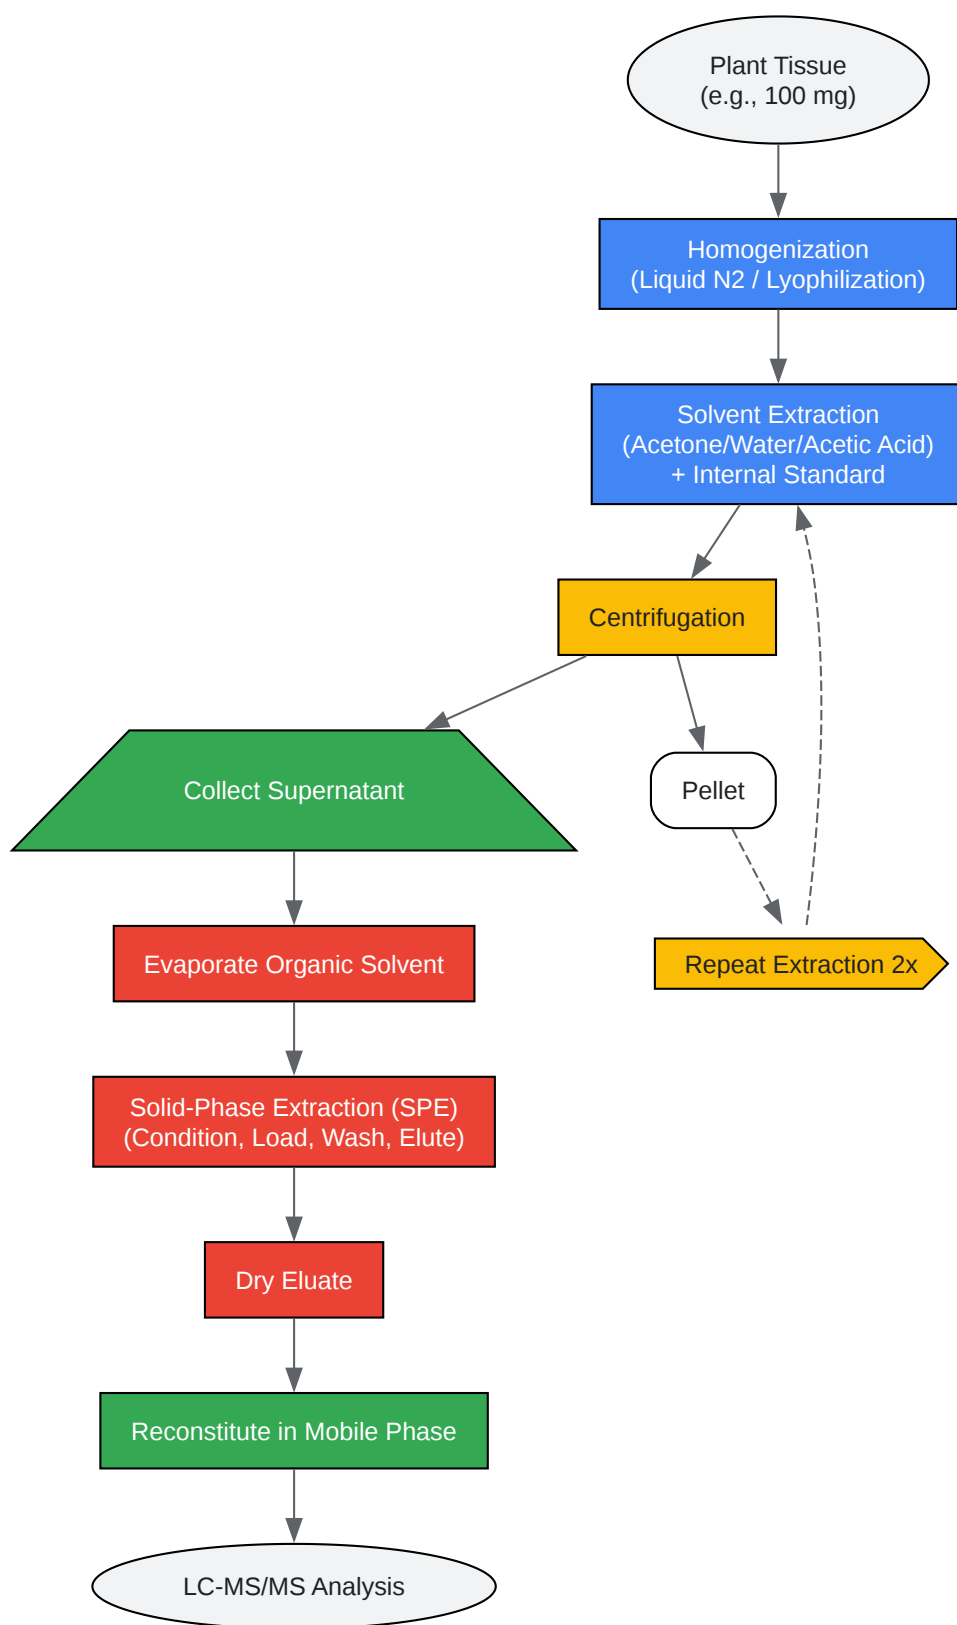 Plant Tissue
(e.g., 100 mg)
Homogenization
(Liquid N2 / Lyophilization)
Solvent Extraction
(Acetone/Water/Acetic Acid)
+ Internal Standard
Centrifugation
Collect Supernatant
Pellet
Evaporate Organic Solvent
Repeat Extraction 2x
Solid-Phase Extraction (SPE)
(Condition, Load, Wash, Elute)
Dry Eluate
Reconstitute in Mobile Phase
LC-MS/MS Analysis